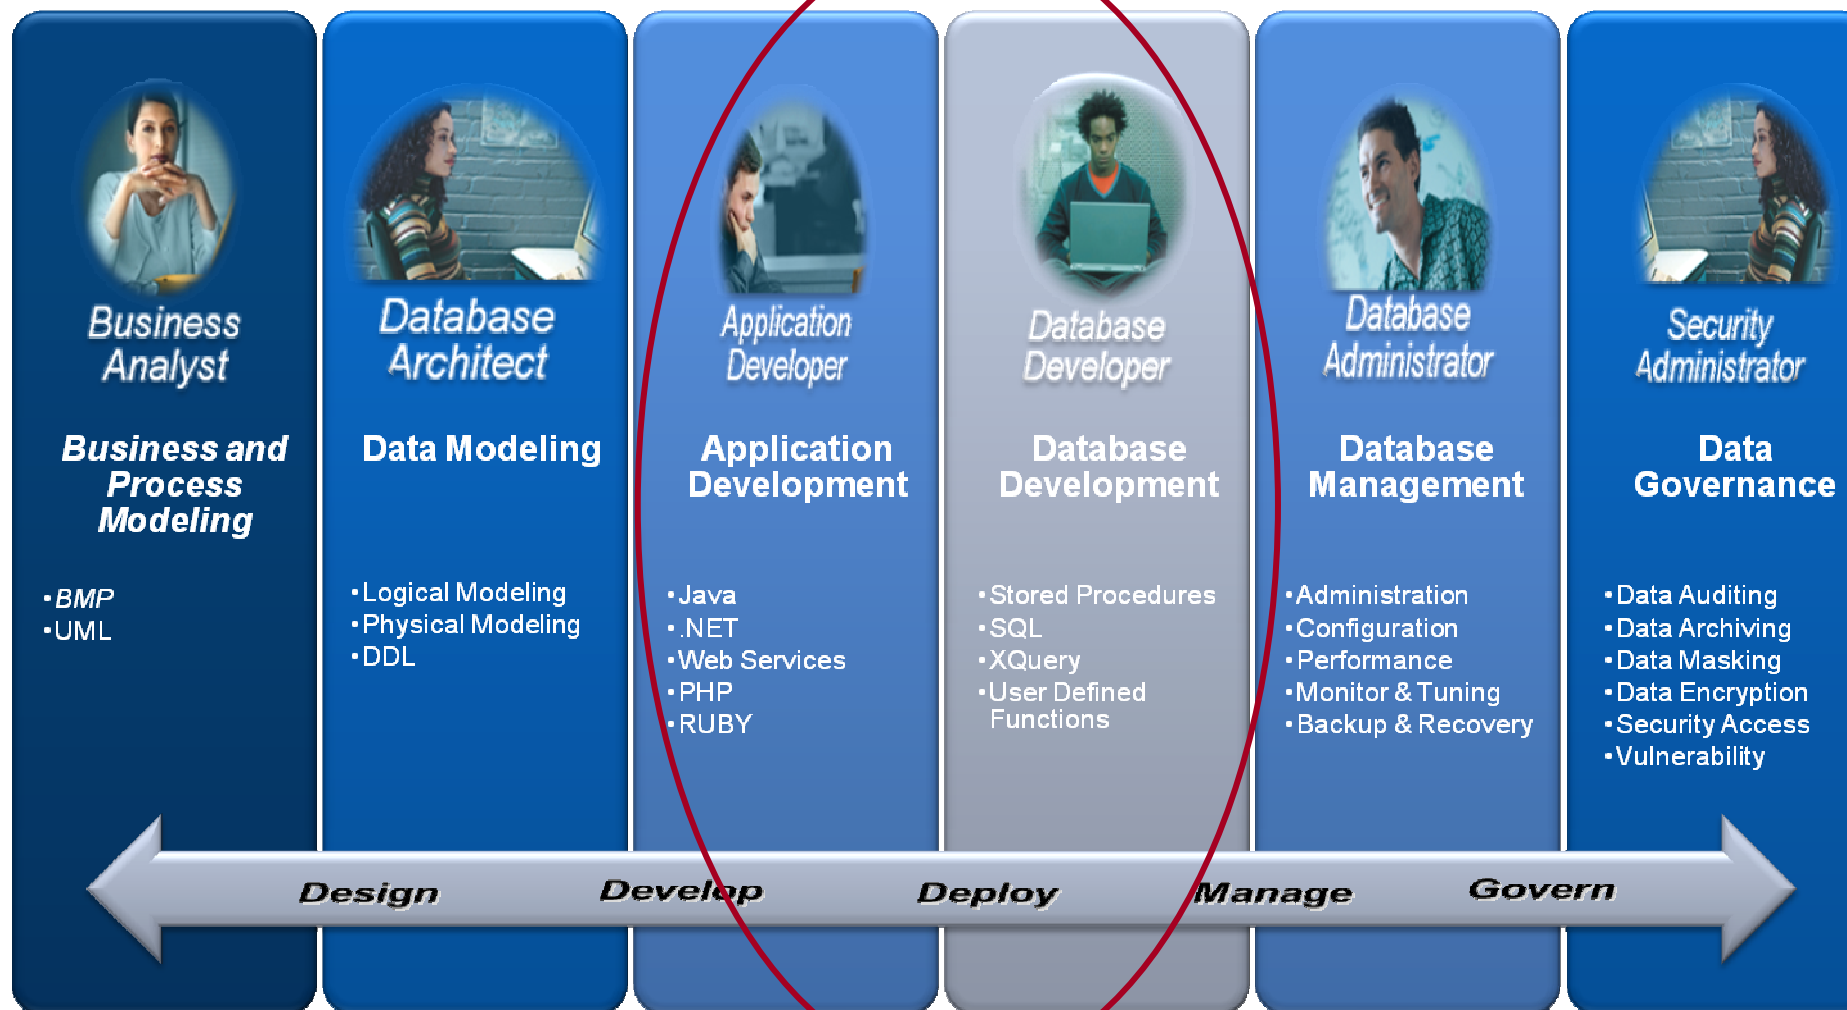 Business
Analyst
Business and
Process
Modeling
•BMP
•UML
Database
Architect
Data Modeling
•Logical Modeling
•Physical Modeling
•DDL
Application
Developer
Application
Development
•Java
•.NET
•Web Services
•PHP
•RUBY
Database
Developer
Database
Development
•Stored Procedures
•SQL
•XQuery
•User Defined
Functions
Database
Administrator
Database
Management
•Administration
•Configuration
•Performance
•Monitor & Tuning
•Backup & Recovery
Security
Administrator
Data
Governance
•Data Auditing
•Data Archiving
•Data Masking
•Data Encryption
•Security Access
•Vulnerability
Design Develop Deploy Manage Govern